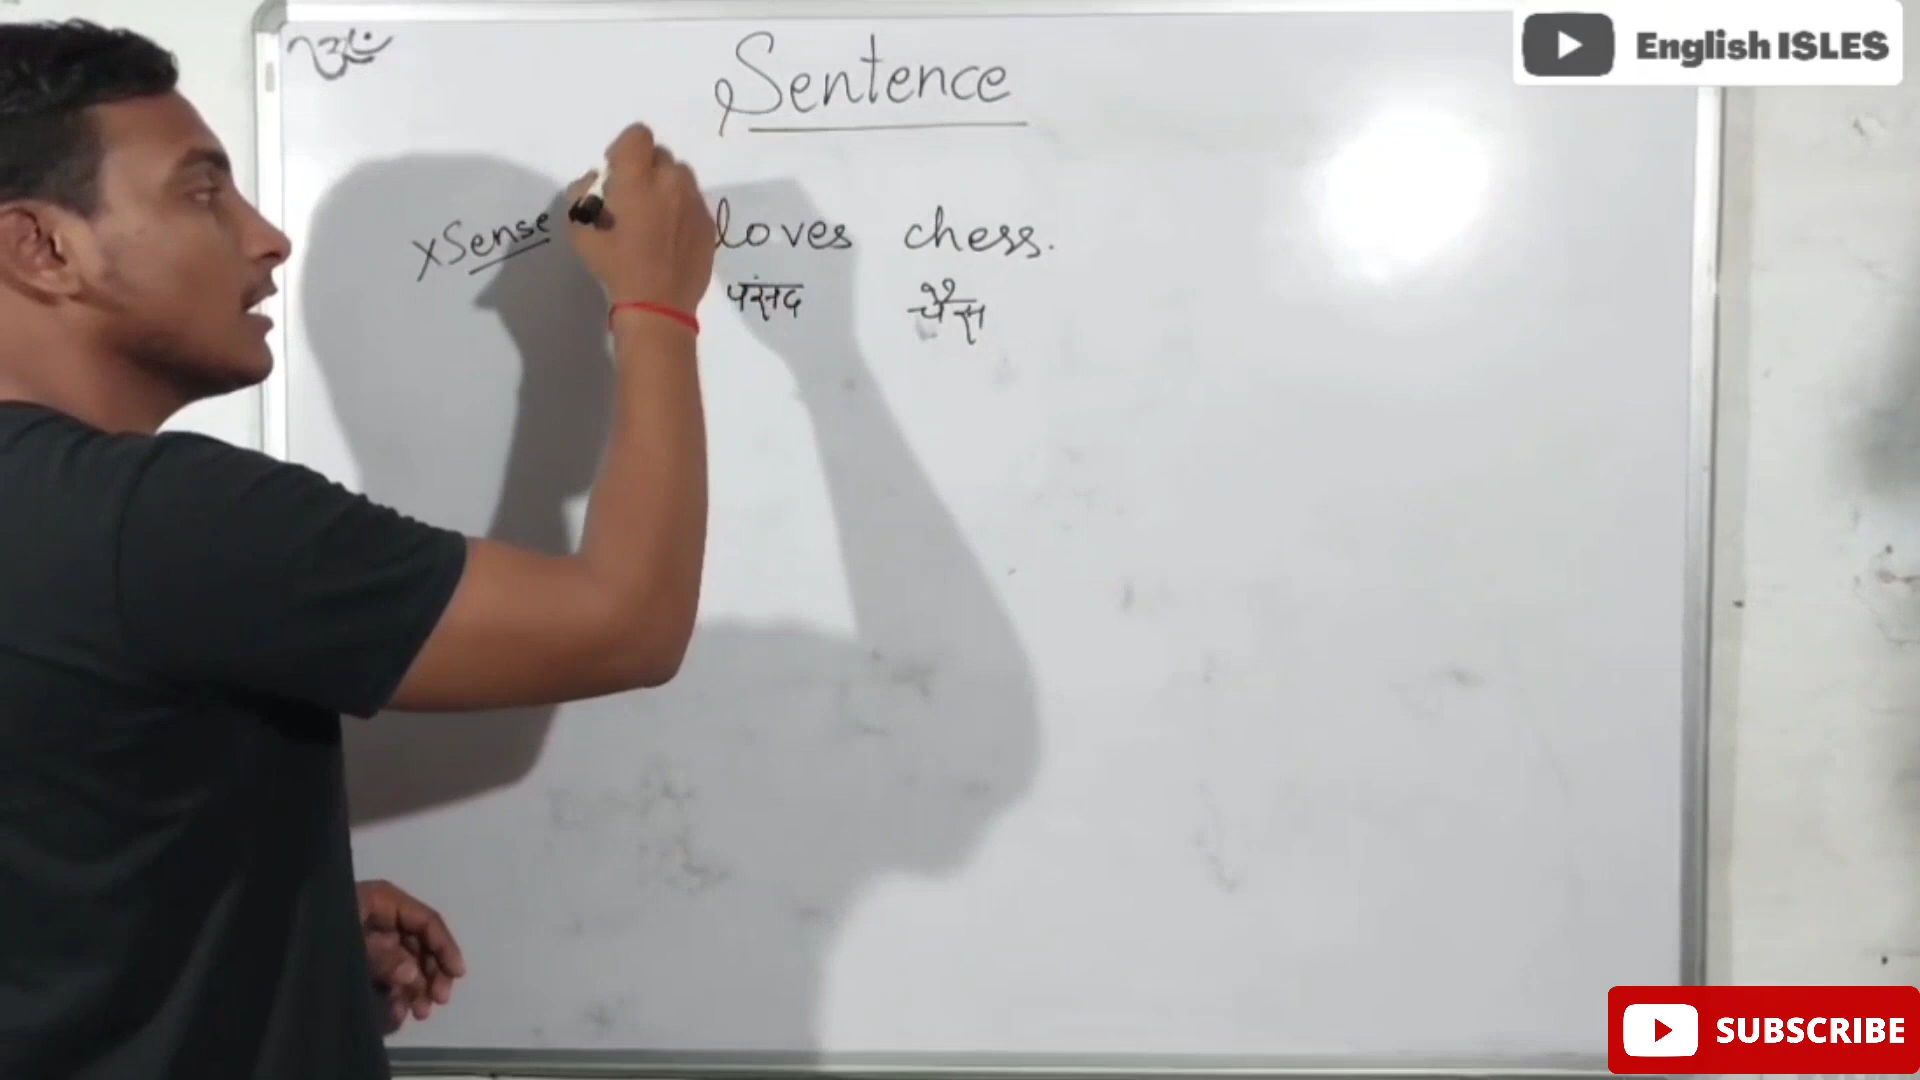 ॐ
English ISLES
Sentence
xSense loves chess.
पंसद चैस
SUBSCRIBE